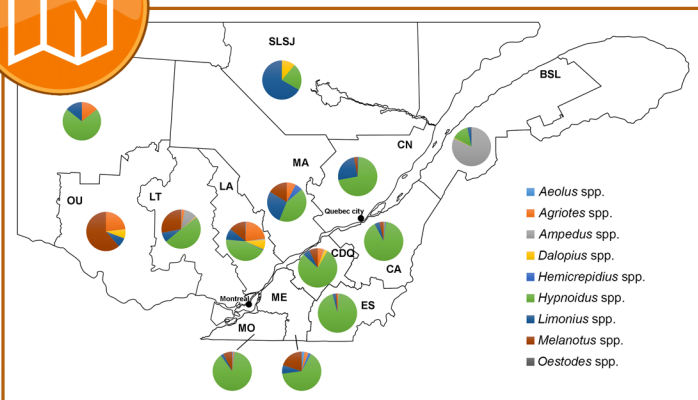 SLSJ
BSL
CN
MA
LA
LT
OU
Quebec city
CDQ
CA
Montreal
ME
ES
MO
Aeolus spp.
Agriotes spp.
Ampedus spp.
Dalopius spp.
Hemicrepidius spp.
Hypnoidus spp.
Limonius spp.
Melanotus spp.
Oestodes spp.